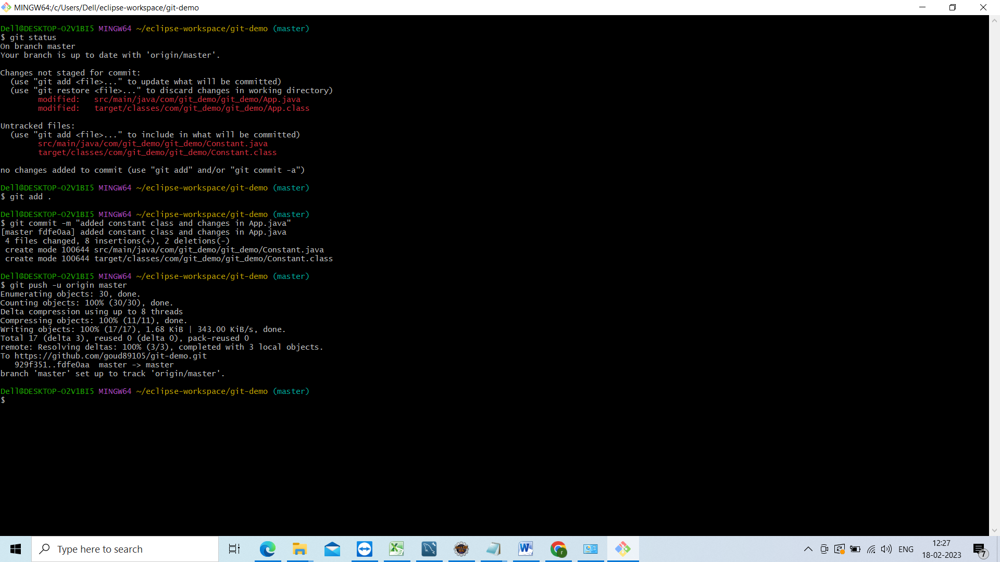 MINGW64:/c/Users/Dell/eclipse-workspace/git-demo
Dell@DESKTOP-O2V1BI5 MINGW64 ~/eclipse-workspace/git-demo (master)
$ git status
On branch master
Your branch is up to date with 'origin/master'.
Changes not staged for commit:
  (use "git add <file>..." to update what will be committed)
  (use "git restore <file>..." to discard changes in working directory)
        modified:   src/main/java/com/git_demo/git_demo/App.java
        modified:   target/classes/com/git_demo/git_demo/App.class
Untracked files:
  (use "git add <file>..." to include in what will be committed)
        src/main/java/com/git_demo/git_demo/Constant.java
        target/classes/com/git_demo/git_demo/Constant.class
no changes added to commit (use "git add" and/or "git commit -a")
Dell@DESKTOP-O2V1BI5 MINGW64 ~/eclipse-workspace/git-demo (master)
$ git add .
Dell@DESKTOP-O2V1BI5 MINGW64 ~/eclipse-workspace/git-demo (master)
$ git commit -m "added constant class and changes in App.java"
[master fdfe0aa] added constant class and changes in App.java
 4 files changed, 8 insertions(+), 2 deletions(-)
 create mode 100644 src/main/java/com/git_demo/git_demo/Constant.java
 create mode 100644 target/classes/com/git_demo/git_demo/Constant.class
Dell@DESKTOP-O2V1BI5 MINGW64 ~/eclipse-workspace/git-demo (master)
$ git push -u origin master
Enumerating objects: 30, done.
Counting objects: 100% (30/30), done.
Delta compression using up to 8 threads
Compressing objects: 100% (11/11), done.
Writing objects: 100% (17/17), 1.68 KiB | 343.00 KiB/s, done.
Total 17 (delta 3), reused 0 (delta 0), pack-reused 0
remote: Resolving deltas: 100% (3/3), completed with 3 local objects.
To https://github.com/goud89105/git-demo.git
   929f351..fdfe0aa  master -> master
branch 'master' set up to track 'origin/master'.
Dell@DESKTOP-O2V1BI5 MINGW64 ~/eclipse-workspace/git-demo (master)
$
Type here to search
ENG
12:27
18-02-2023
7